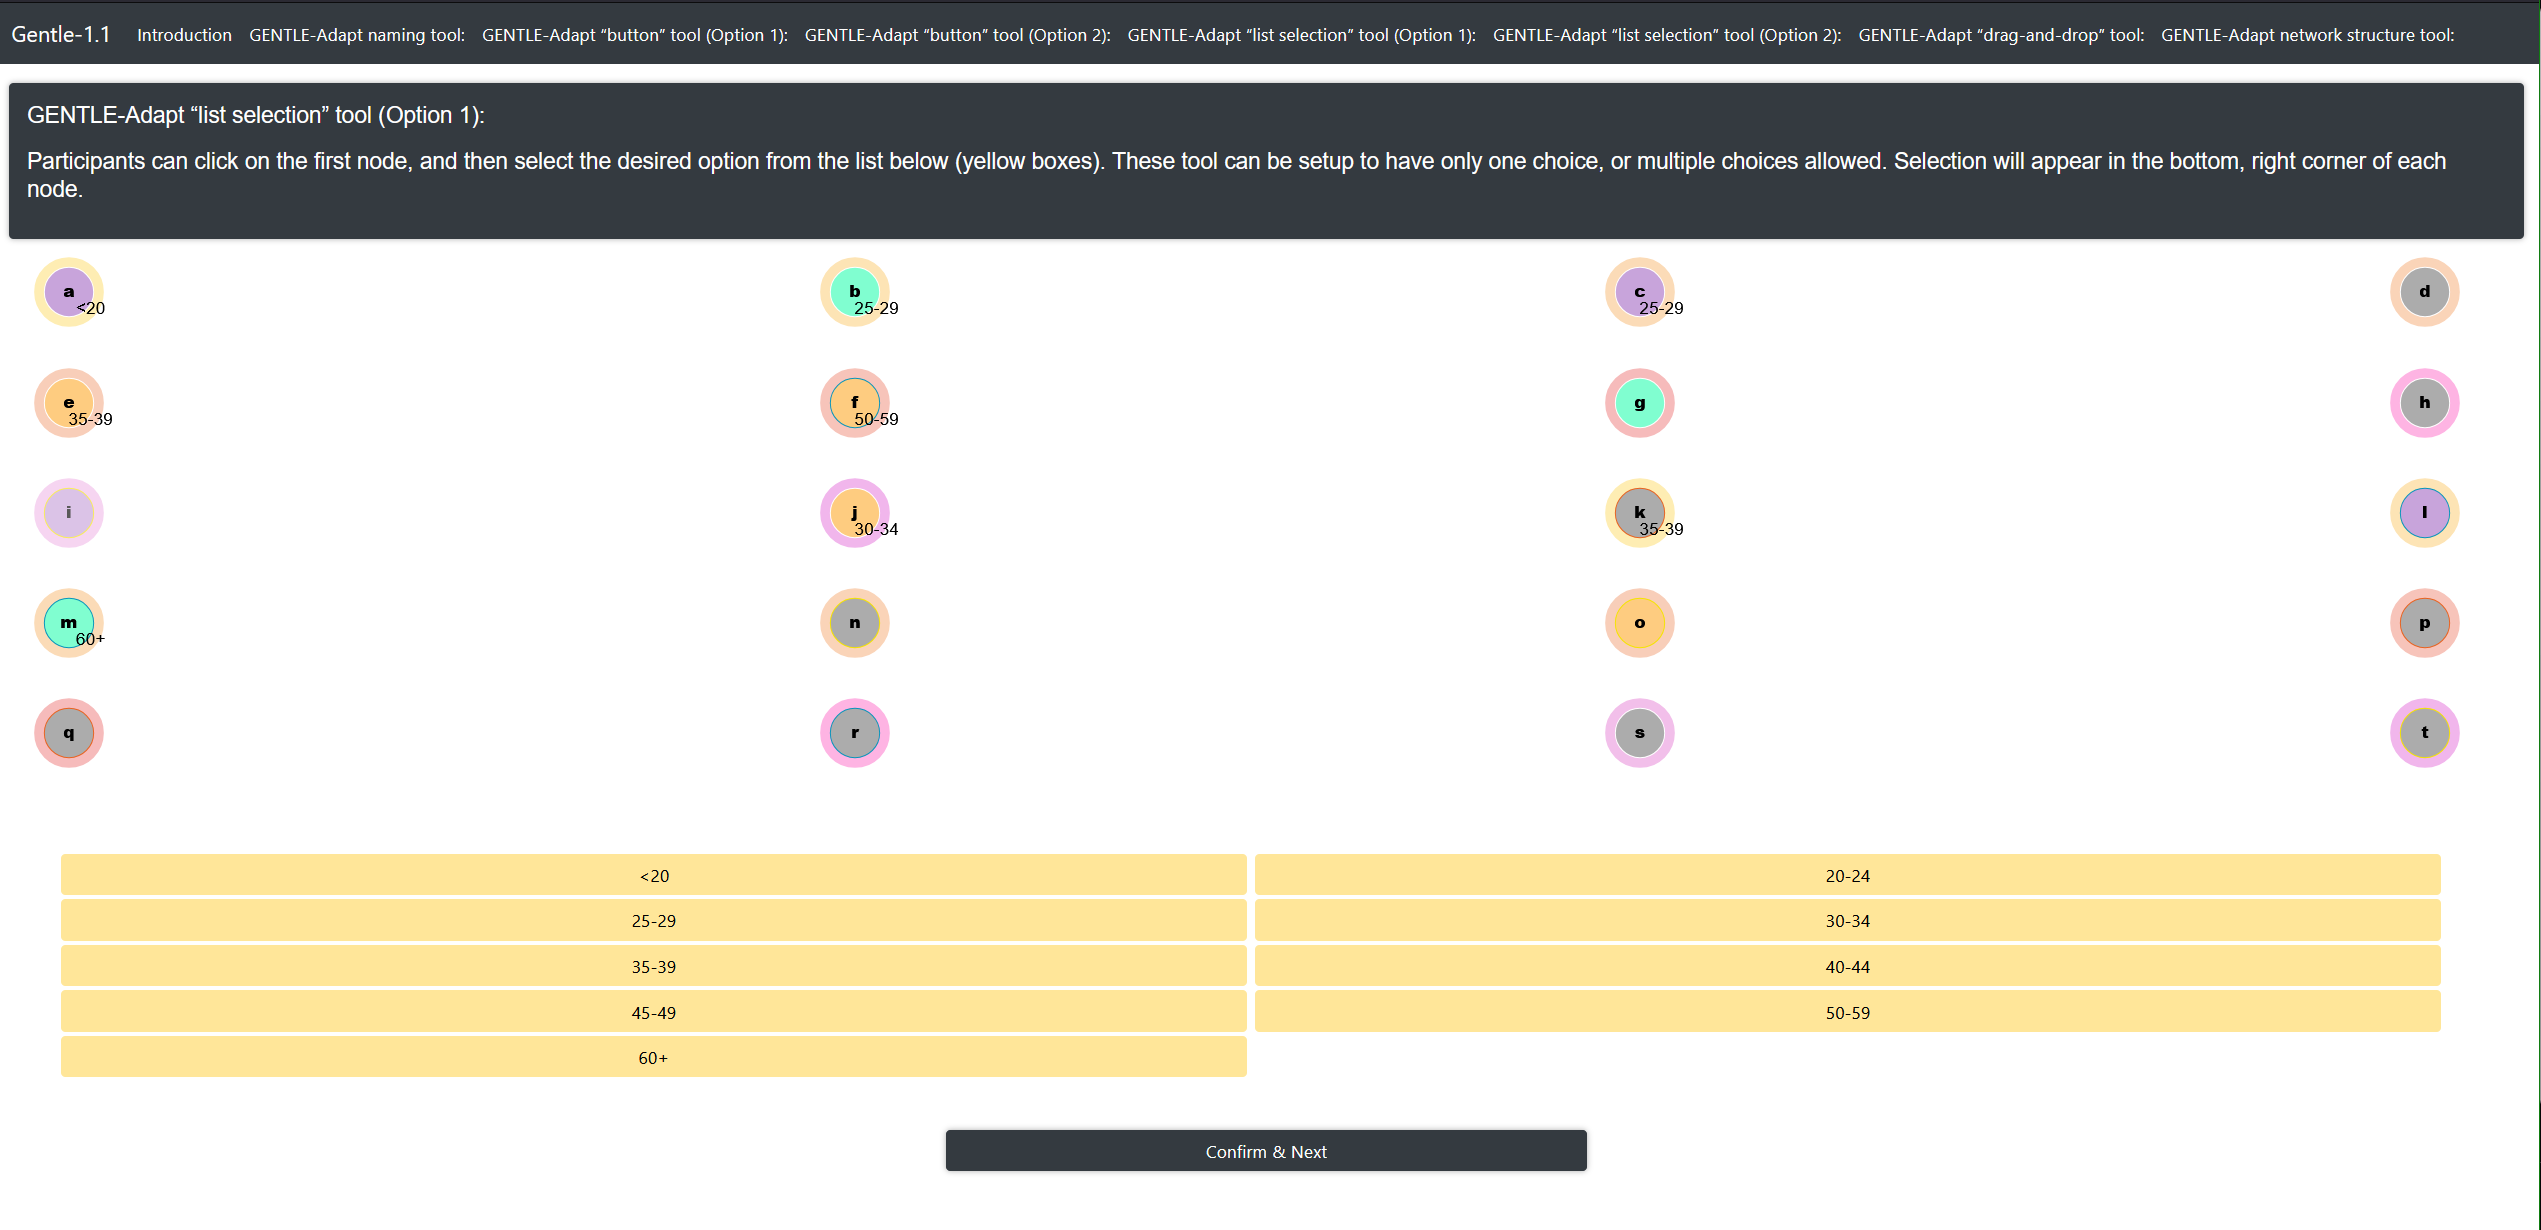 Gentle-1.1 Introduction GENTLE-Adapt naming tool: GENTLE-Adapt “button” tool (Option 1): GENTLE-Adapt “button” tool (Option 2): GENTLE-Adapt “list selection” tool (Option 1): GENTLE-Adapt “list selection” tool (Option 2): GENTLE-Adapt “drag-and-drop” tool: GENTLE-Adapt network structure tool:
GENTLE-Adapt “list selection” tool (Option 1):
Participants can click on the first node, and then select the desired option from the list below (yellow boxes). These tool can be setup to have only one choice, or multiple choices allowed. Selection will appear in the bottom, right corner of each
node.
a b c d
<20 25-29 25-29
e f g h
35-39 50-59
i j k l
30-34 35-39
m n o p
60+
q r s t
<20 20-24
25-29 30-34
35-39 40-44
45-49 50-59
60+
Confirm & Next